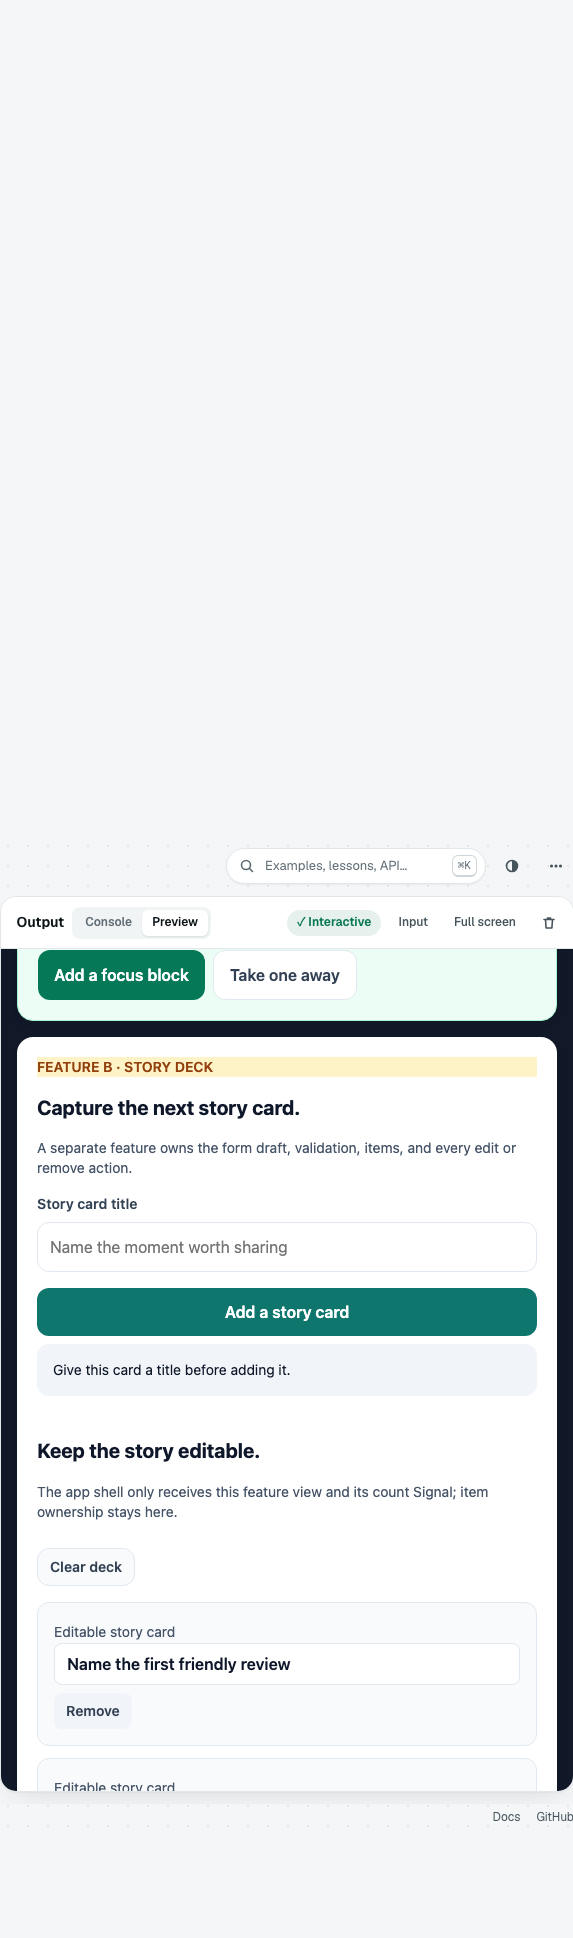 Examples, lessons, API... ⌘K
Output Console Preview ✓ Interactive Input Full screen
Add a focus block Take one away
FEATURE B · STORY DECK
Capture the next story card.
A separate feature owns the form draft, validation, items, and every edit or
remove action.
Story card title
Name the moment worth sharing
Add a story card
Give this card a title before adding it.
Keep the story editable.
The app shell only receives this feature view and its count Signal; item
ownership stays here.
Clear deck
Editable story card
Name the first friendly review
Remove
Editable story card
Docs GitHub